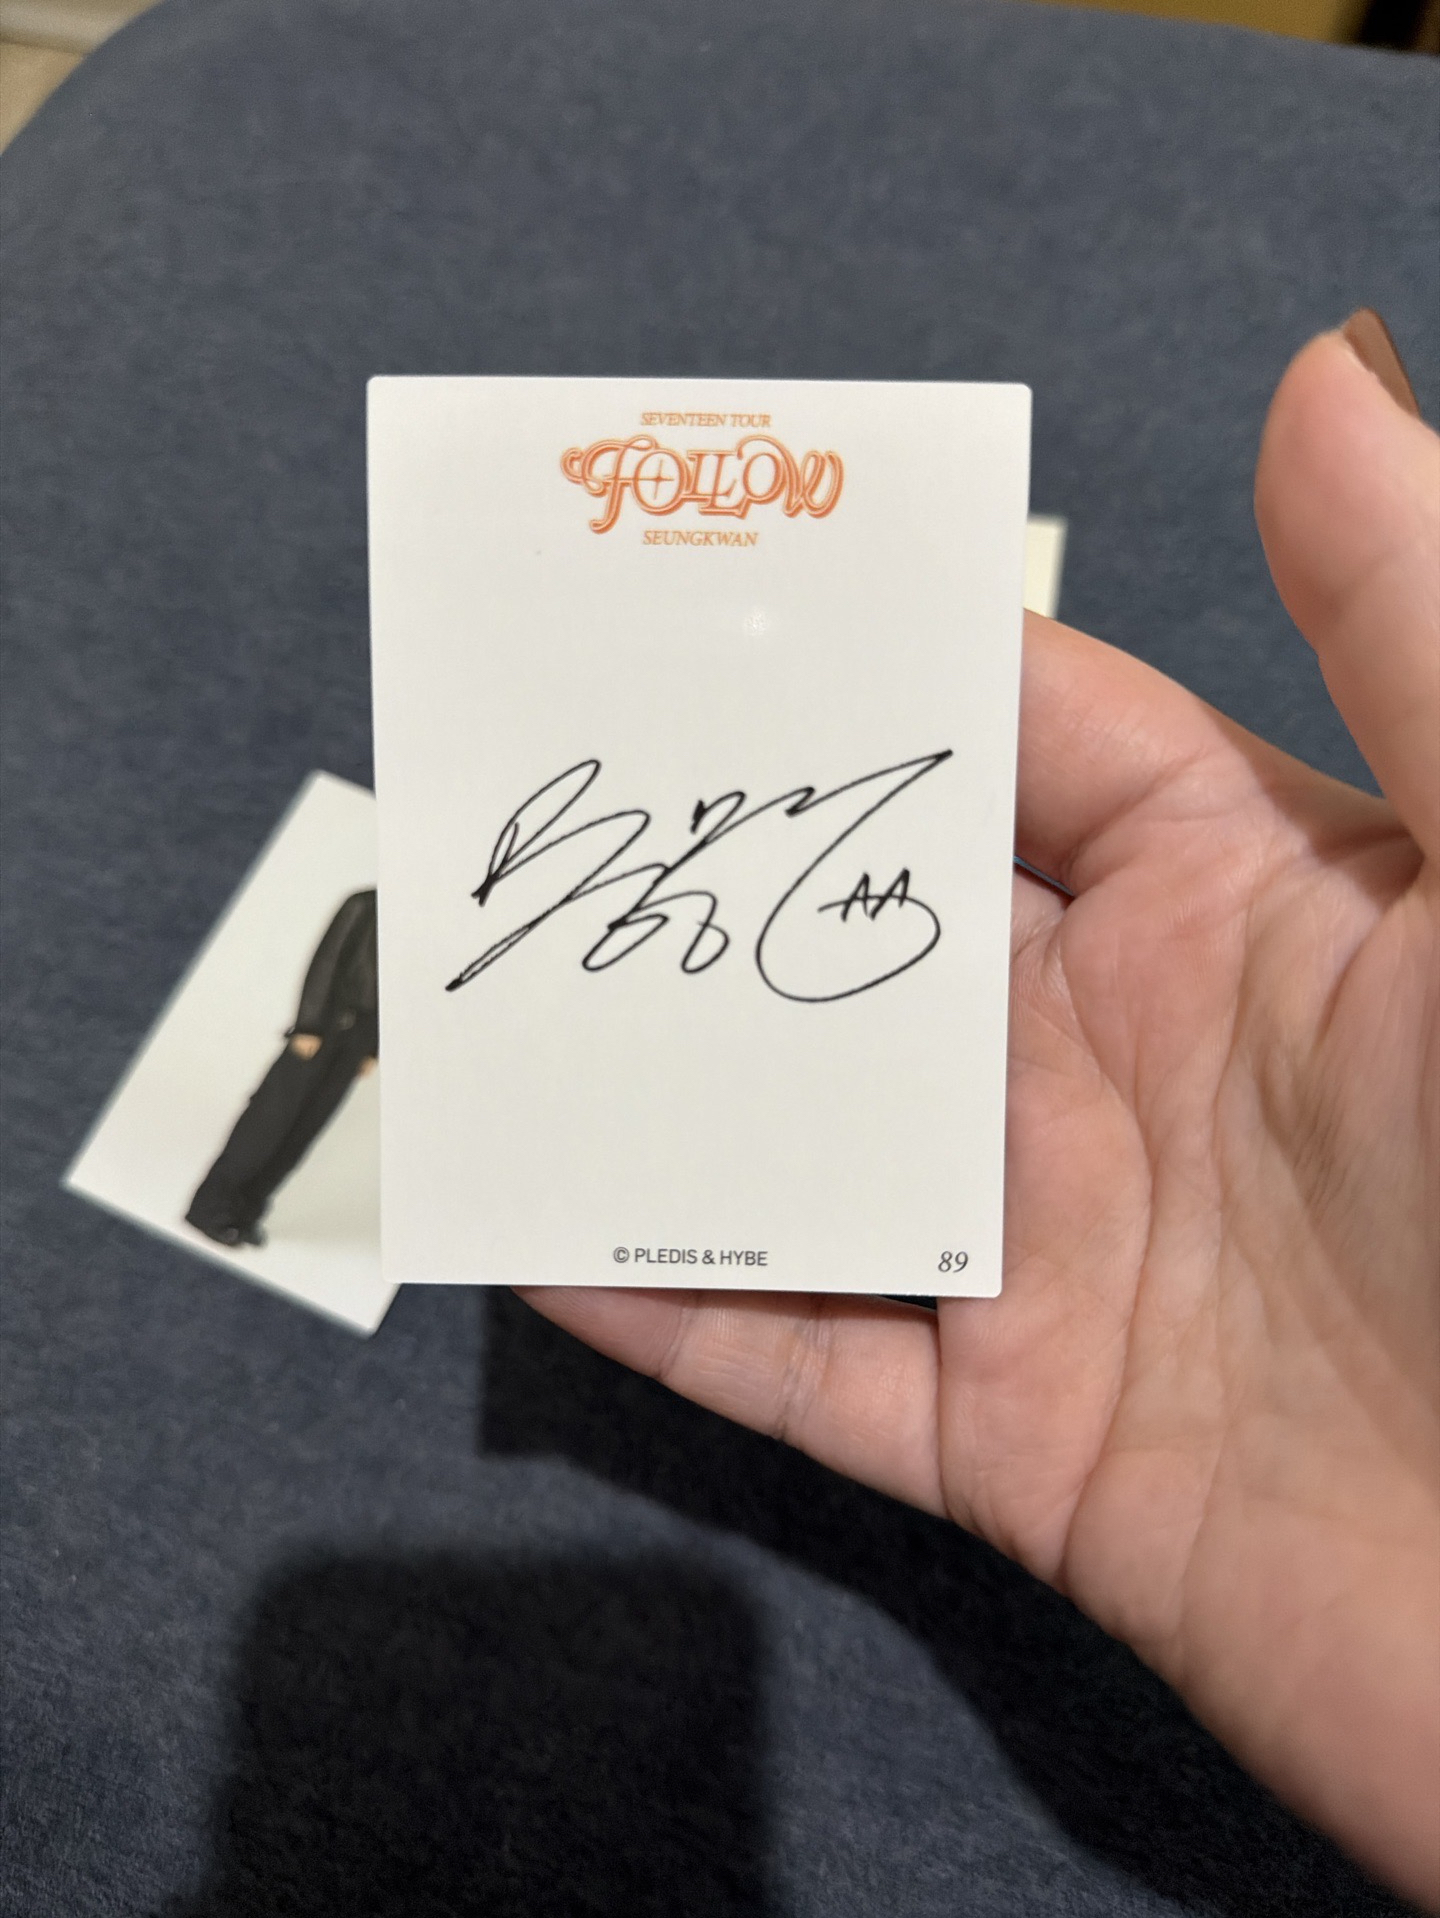 SEVENTEEN TOUR
FOLLOW
SEUNGKWAN
© PLEDIS & HYBE
89